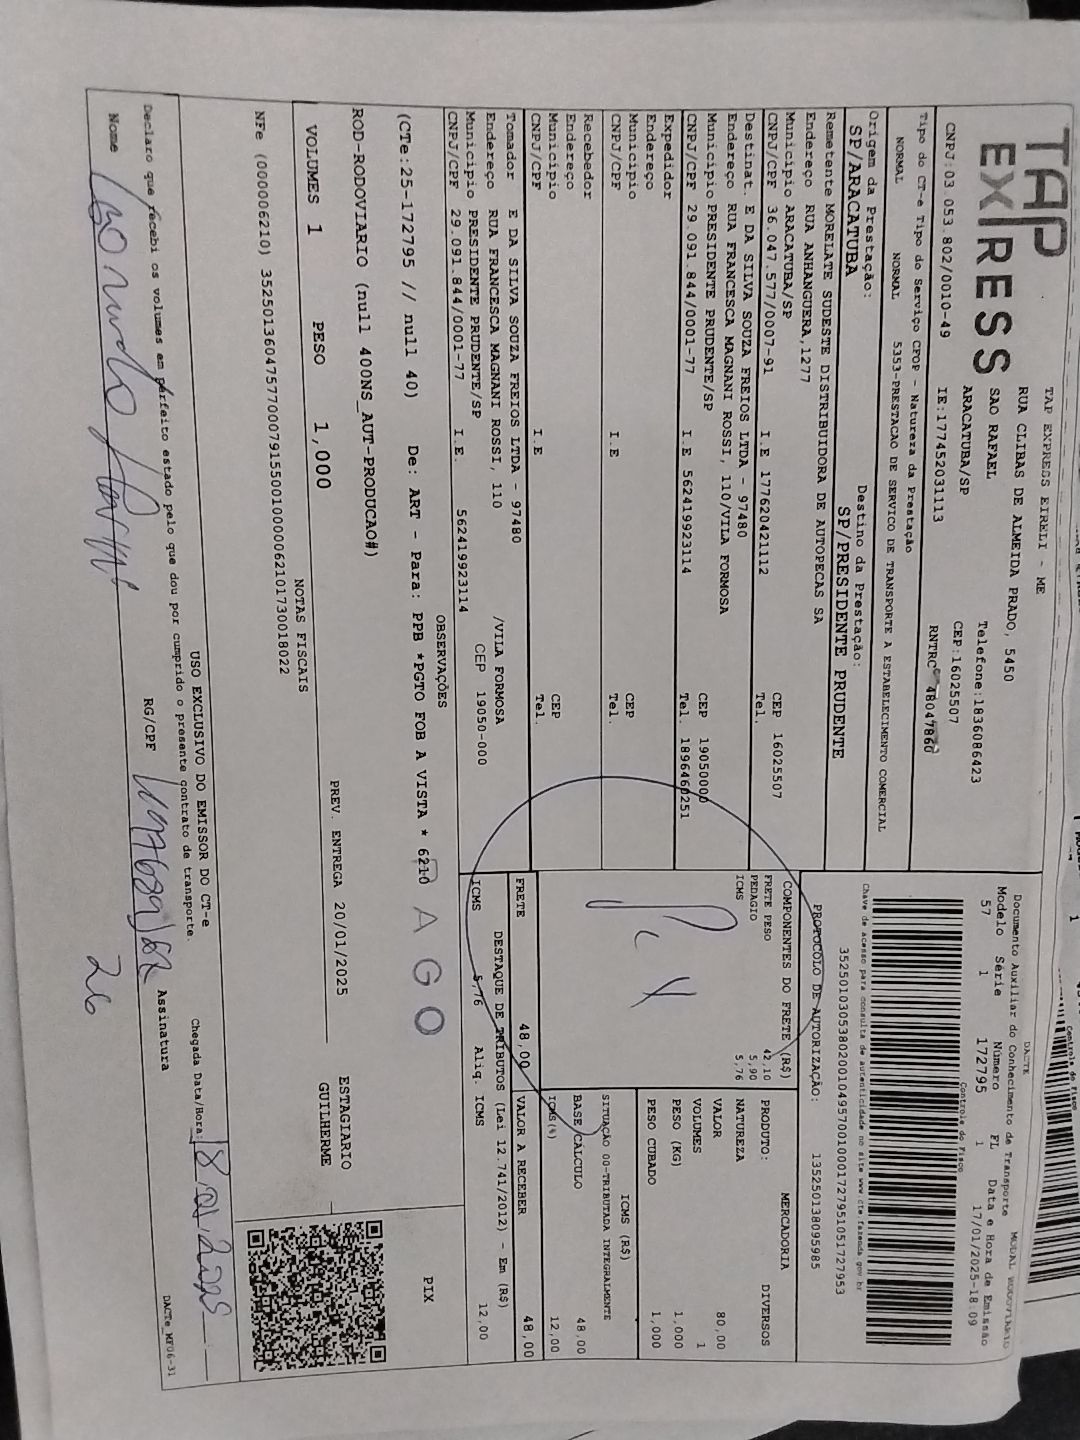 TAP
EXPRESS
TAP EXPRESS EIRELI - ME
RUA CLIBAS DE ALMEIDA PRADO, 5450
SAO RAFAEL
Telefone:1836086423
ARACATUBA/SP
CEP:16025507
CNPJ:03.053.802/0010-49
IE:177452031113
RNTRC 48047860
Tipo do CT-e Tipo do Serviço CFOP - Natureza da Prestação
NORMAL NORMAL 5353-PRESTACAO DE SERVICO DE TRANSPORTE A ESTABELECIMENTO COMERCIAL
Origem da Prestação: Destino da Prestação:
SP/ARACATUBA SP/PRESIDENTE PRUDENTE
Remetente MORELATE SUDESTE DISTRIBUIDORA DE AUTOPECAS SA
Endereço RUA ANHANGUERA,1277
Município ARACATUBA/SP CEP 16025507
CNPJ/CPF 36.047.577/0007-91 I.E 177620421112 Tel.
Destinat. E DA SILVA SOUZA FREIOS LTDA - 97480
Endereço RUA FRANCESCA MAGNANI ROSSI, 110/VILA FORMOSA
Município PRESIDENTE PRUDENTE/SP CEP 19050000
CNPJ/CPF 29.091.844/0001-77 I.E 562419923114 Tel. 1896460251
Expedidor
Endereço
Município CEP
CNPJ/CPF I.E Tel.
Recebedor
Endereço
Município CEP
CNPJ/CPF I.E Tel.
Tomador E DA SILVA SOUZA FREIOS LTDA - 97480
Endereço RUA FRANCESCA MAGNANI ROSSI, 110 /VILA FORMOSA
Município PRESIDENTE PRUDENTE/SP CEP 19050-000
CNPJ/CPF 29.091.844/0001-77 I.E. 562419923114
DACTE
Documento Auxiliar do Conhecimento de Transporte MODAL RODOVIARIO
Modelo Série Número FL Data e Hora de Emissão
57 1 172795 1 17/01/2025-18:09
Controle do Fisco
Chave de acesso para consulta de autenticidade no site www.cte.fazenda.gov.br
35250103053802001049570010001727951051727953
PROTOCOLO DE AUTORIZAÇÃO: 135250138095985
COMPONENTES DO FRETE (R$)
FRETE PESO 42,10
PEDAGIO 5,90
ICMS 5,76
FRETE 48,00
MERCADORIA
PRODUTO: DIVERSOS
NATUREZA
VALOR 80,00
VOLUMES 1
PESO (KG) 1,000
PESO CUBADO 1,000
ICMS (R$)
SITUAÇÃO 00-TRIBUTADA INTEGRALMENTE
BASE CÁLCULO 48,00
ICMS(%) 12,00
VALOR A RECEBER 48,00
DESTAQUE DE TRIBUTOS (Lei 12.741/2012) - Em (R$)
ICMS 5,76 Aliq. ICMS 12,00
OBSERVAÇÕES
(CTe:25-172795 // null 40) De: ART - Para: PPB *PGTO FOB A VISTA * 6210
PAGO
PIX
ROD-RODOVIARIO (null 400NS_AUT-PRODUCAO#)
VOLUMES 1 PESO 1,000 PREV. ENTREGA 20/01/2025
ESTAGIARIO
GUILHERME
NOTAS FISCAIS
NFe (000006210) 35250136047577000791550010000062101730018022
USO EXCLUSIVO DO EMISSOR DO CT-e
Declaro que recebi os volumes em perfeito estado pelo que dou por cumprido o presente contrato de transporte.
Chegada Data/Hora:
Nome RG/CPF Assinatura
26
DACTe_MF06-31